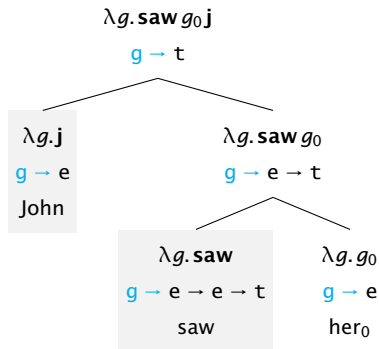 λg. saw g₀ j
g → t
λg. j
g → e
John
λg. saw g₀
g → e → t
λg. saw
g → e → e → t
saw
λg. g₀
g → e
her₀